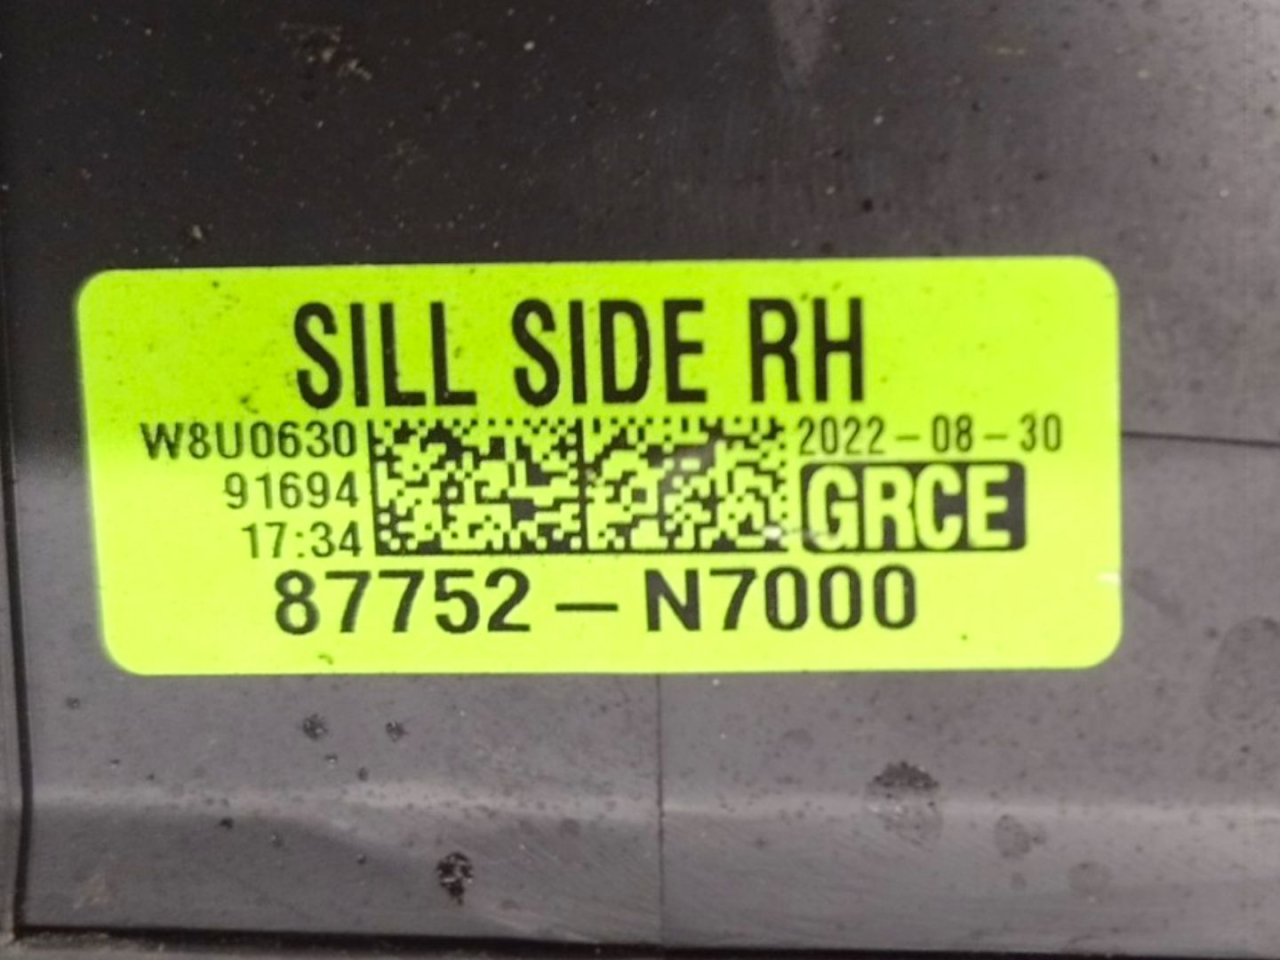 SILL SIDE RH
W8U0630
91694
17:34
2022-08-30
GRCE
87752-N7000